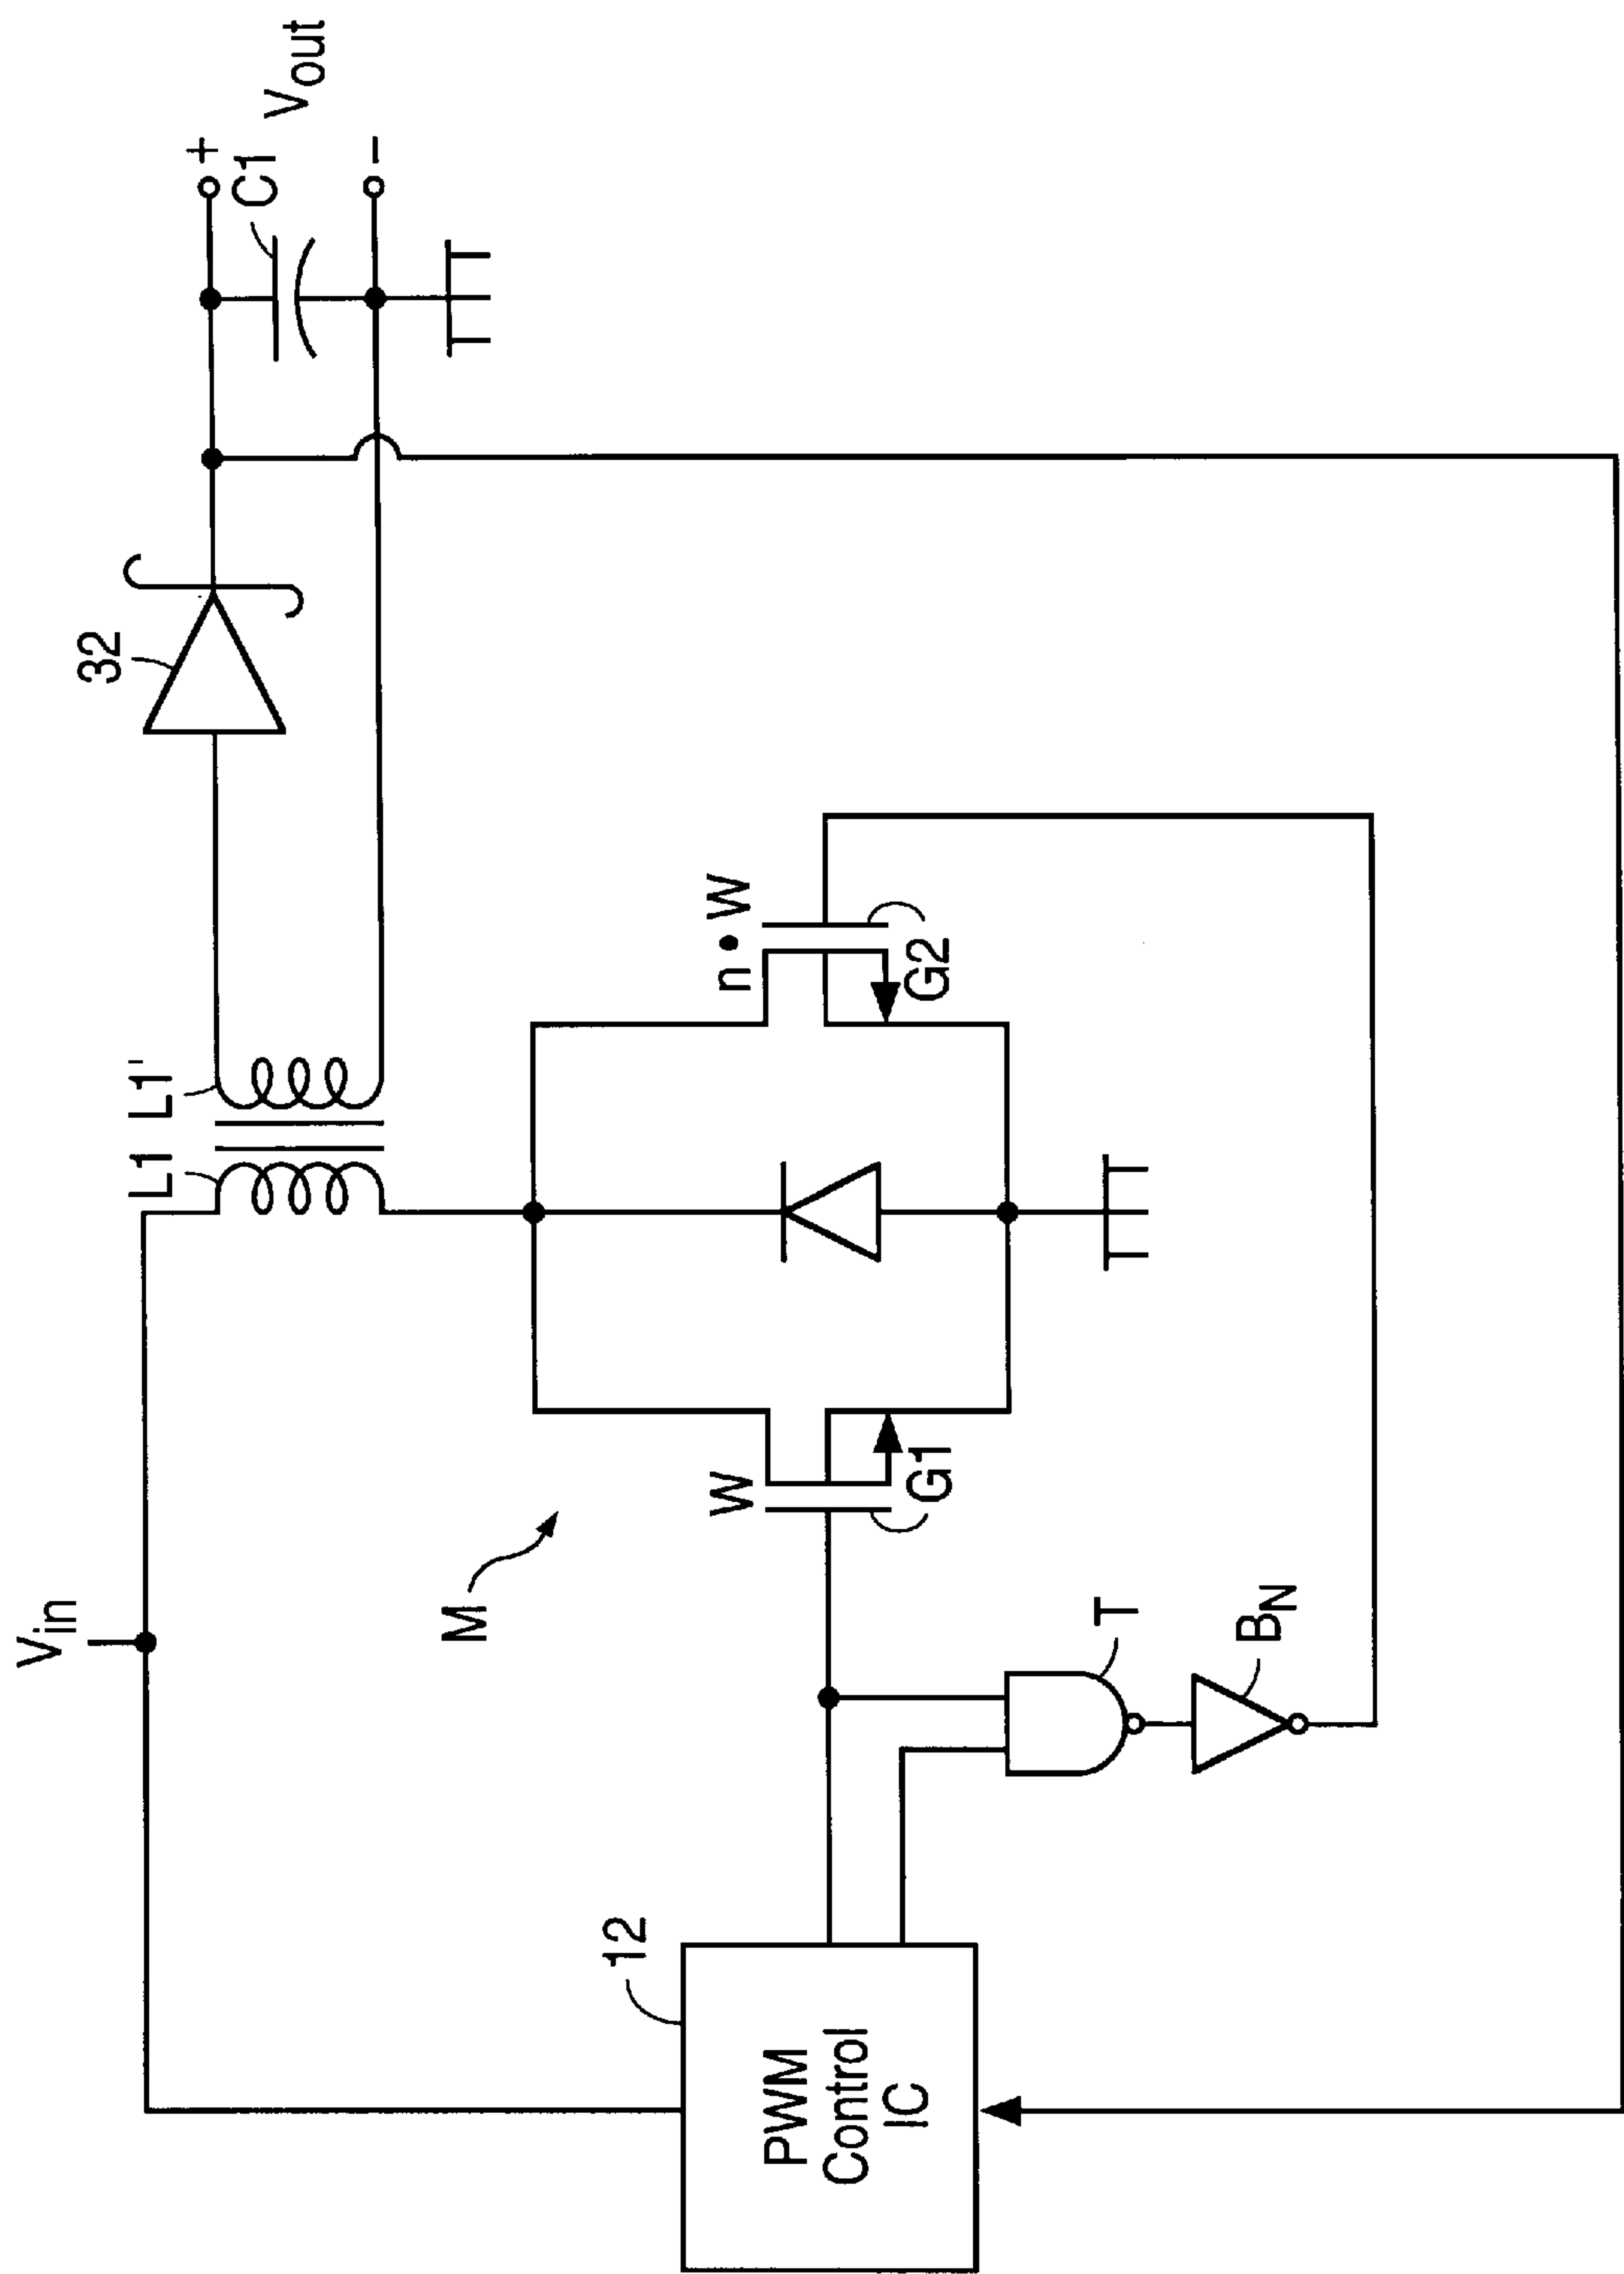 Vin
L1 L1'
32
+
C1
Vout
-
M
W
n•W
G1
G2
12
PWM
Control
IC
T
BN